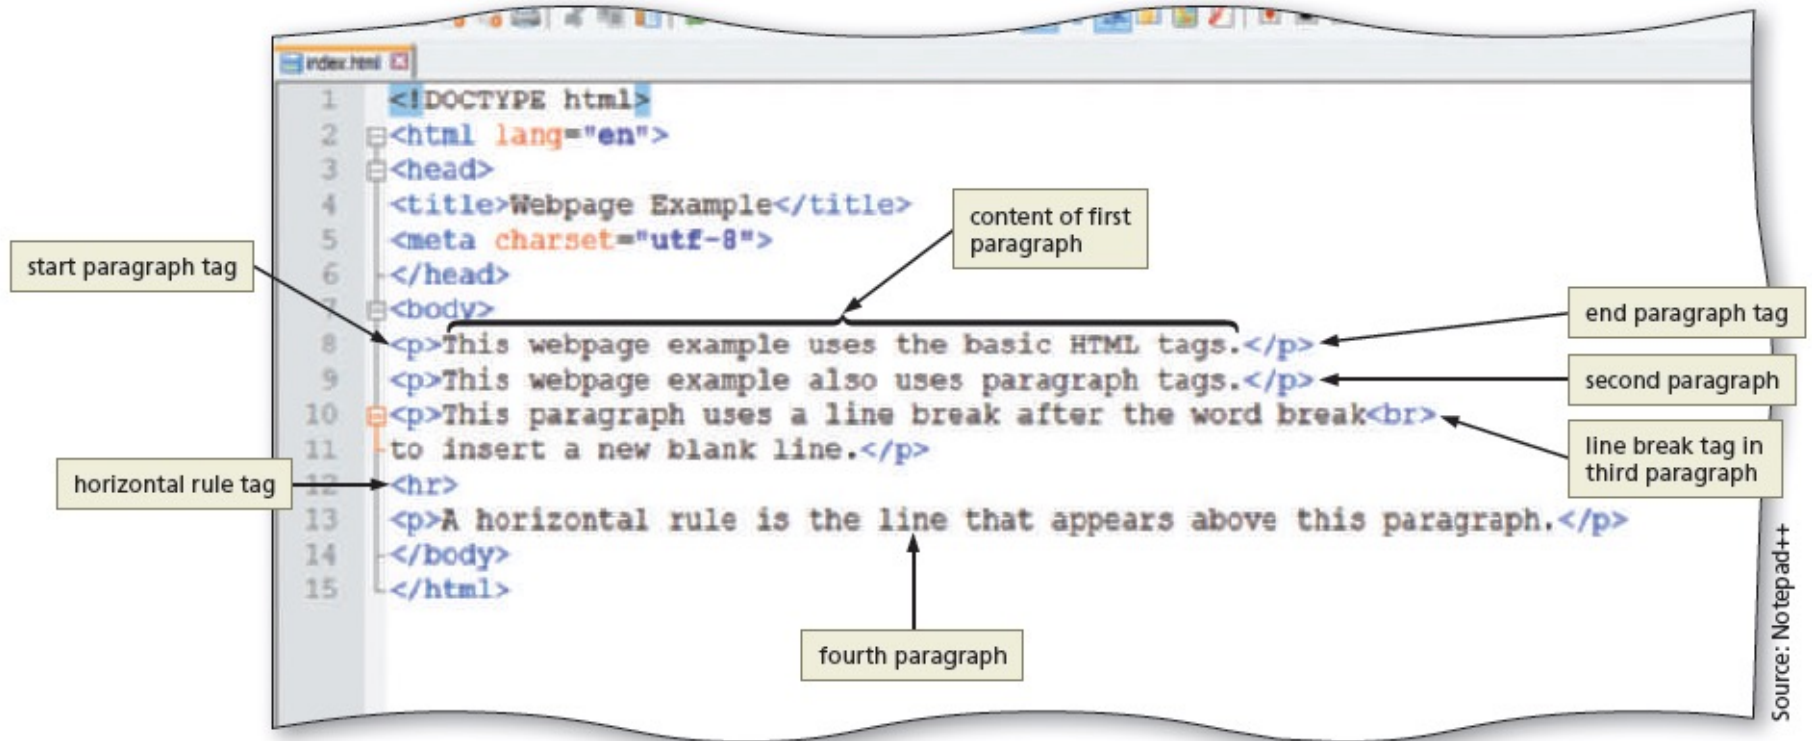 index.html
1 <!DOCTYPE html>
2 <html lang="en">
3 <head>
4 <title>Webpage Example</title>
5 <meta charset="utf-8">
6 </head>
7 <body>
8 <p>This webpage example uses the basic HTML tags.</p>
9 <p>This webpage example also uses paragraph tags.</p>
10 <p>This paragraph uses a line break after the word break<br>
11 to insert a new blank line.</p>
12 <hr>
13 <p>A horizontal rule is the line that appears above this paragraph.</p>
14 </body>
15 </html>
content of first
paragraph
start paragraph tag
end paragraph tag
second paragraph
line break tag in
third paragraph
horizontal rule tag
fourth paragraph
Source: Notepad++